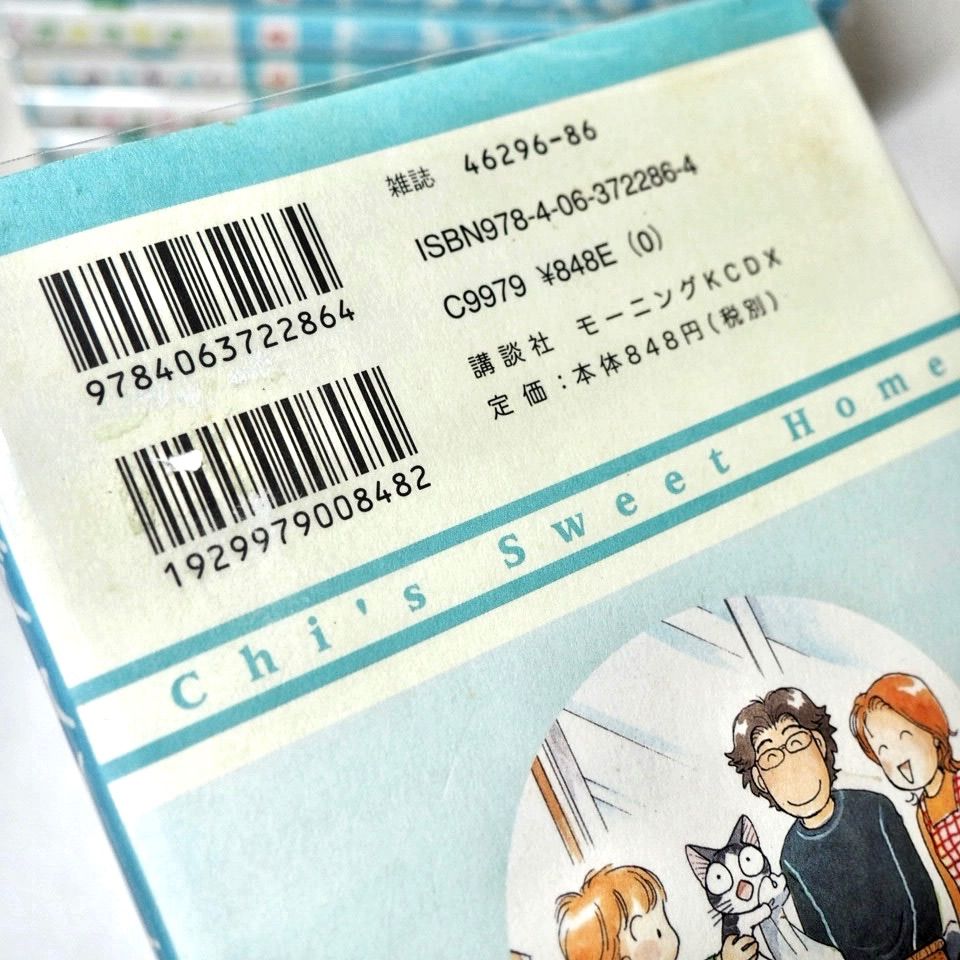 雑誌 46296-86
ISBN978-4-06-372286-4
C9979 ¥848E (0)
講談社 モーニングKCDX
定価：本体848円(税別)
9784063722864
1929979008482
Chi's Sweet Home